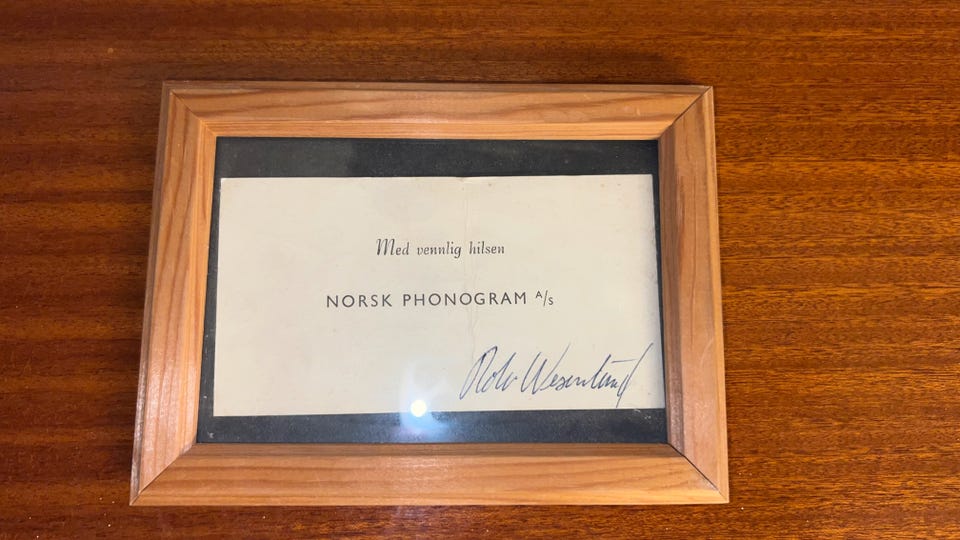 Med vennlig hilsen
NORSK PHONOGRAM A/S
Rolv Wesenlund